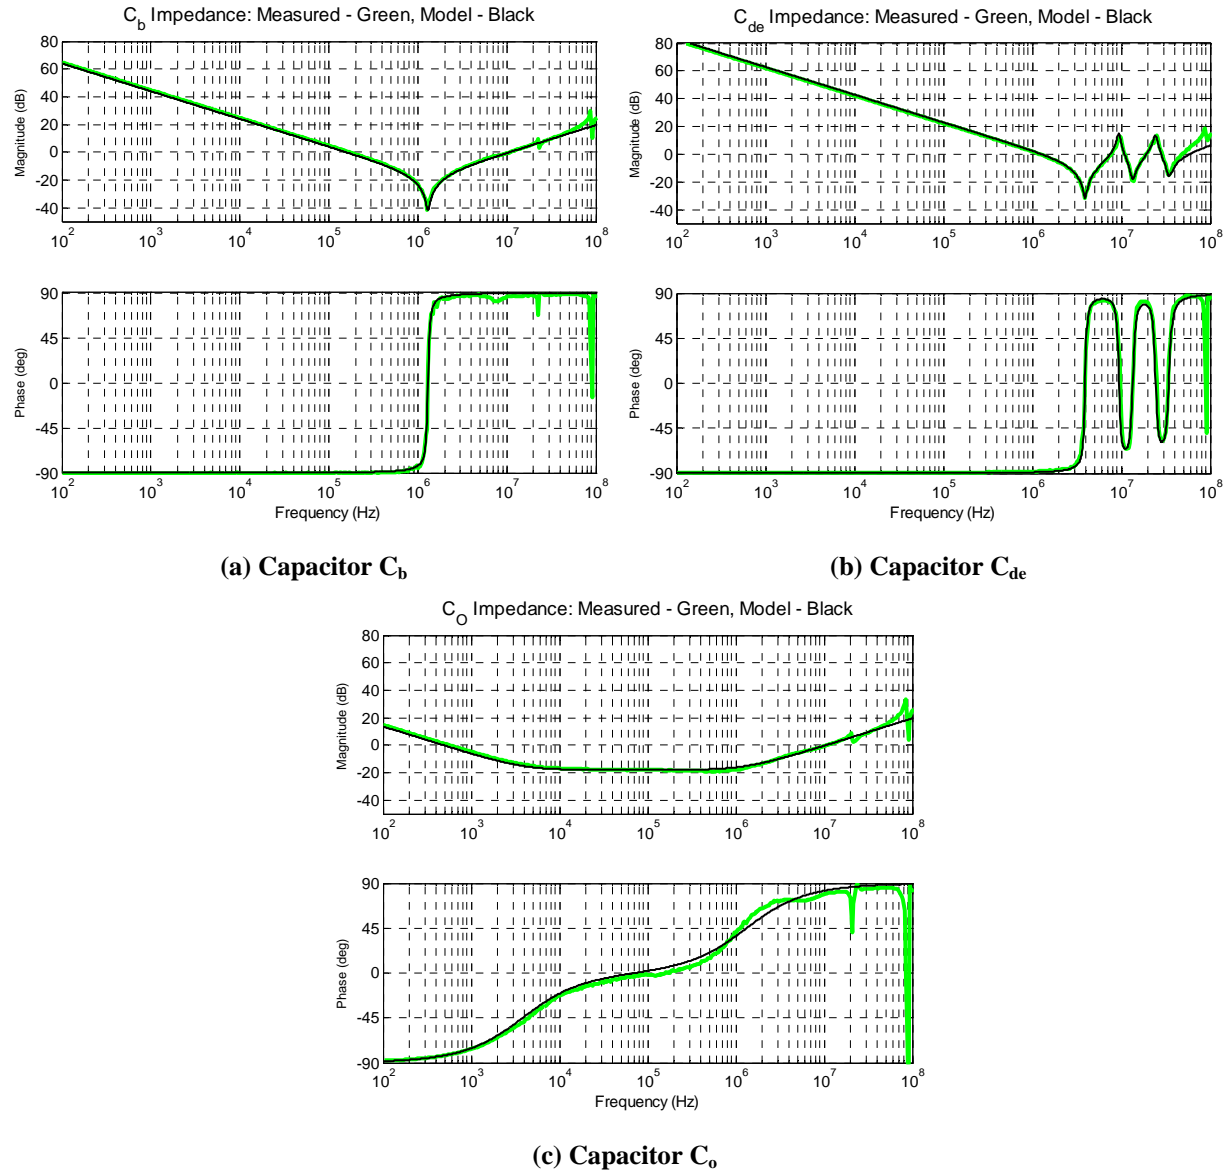 C_b Impedance: Measured - Green, Model - Black
Magnitude (dB)
80
60
40
20
0
-20
-40
10^2 10^3 10^4 10^5 10^6 10^7 10^8
Phase (deg)
90
45
0
-45
-90
10^2 10^3 10^4 10^5 10^6 10^7 10^8
Frequency (Hz)
(a) Capacitor C_b
C_de Impedance: Measured - Green, Model - Black
Magnitude (dB)
80
60
40
20
0
-20
-40
10^2 10^3 10^4 10^5 10^6 10^7 10^8
Phase (deg)
90
45
0
-45
-90
10^2 10^3 10^4 10^5 10^6 10^7 10^8
Frequency (Hz)
(b) Capacitor C_de
C_O Impedance: Measured - Green, Model - Black
Magnitude (dB)
80
60
40
20
0
-20
-40
10^2 10^3 10^4 10^5 10^6 10^7 10^8
Phase (deg)
90
45
0
-45
-90
10^2 10^3 10^4 10^5 10^6 10^7 10^8
Frequency (Hz)
(c) Capacitor C_o